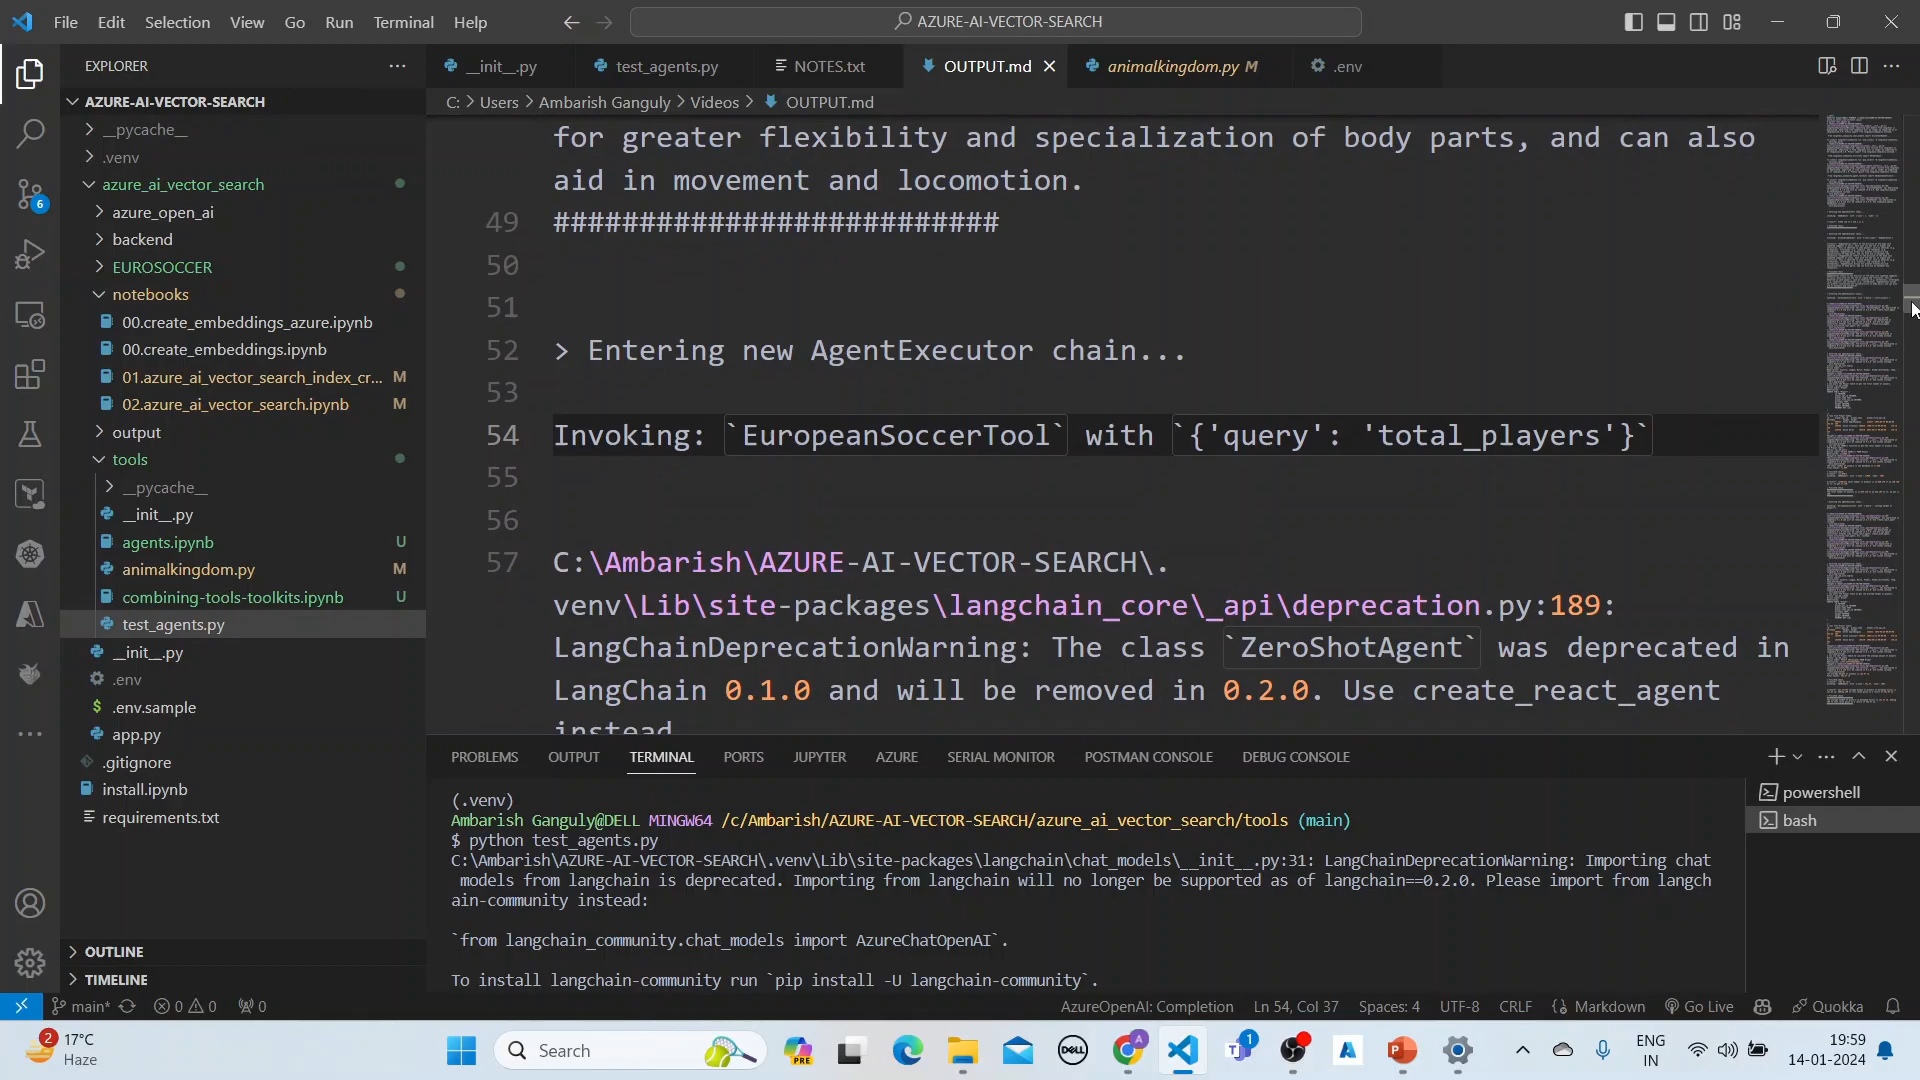 File Edit Selection View Go Run Terminal Help
AZURE-AI-VECTOR-SEARCH
EXPLORER
__init__.py
test_agents.py
NOTES.txt
OUTPUT.md
animalkingdom.py M
.env
C: > Users > Ambarish Ganguly > Videos > OUTPUT.md
AZURE-AI-VECTOR-SEARCH
__pycache__
.venv
azure_ai_vector_search
azure_open_ai
backend
EUROSOCCER
notebooks
00.create_embeddings_azure.ipynb
00.create_embeddings.ipynb
01.azure_ai_vector_search_index_cr... M
02.azure_ai_vector_search.ipynb M
output
tools
__pycache__
__init__.py
agents.ipynb U
animalkingdom.py M
combining-tools-toolkits.ipynb U
test_agents.py
__init__.py
.env
.env.sample
app.py
.gitignore
install.ipynb
requirements.txt
OUTLINE
TIMELINE
6
for greater flexibility and specialization of body parts, and can also
aid in movement and locomotion.
49 ##########################
50
51
52 > Entering new AgentExecutor chain...
53
54 Invoking: `EuropeanSoccerTool` with `{'query': 'total_players'}`
55
56
57 C:\Ambarish\AZURE-AI-VECTOR-SEARCH\.
venv\Lib\site-packages\langchain_core\_api\deprecation.py:189:
LangChainDeprecationWarning: The class `ZeroShotAgent` was deprecated in
LangChain 0.1.0 and will be removed in 0.2.0. Use create_react_agent
instead
PROBLEMS OUTPUT TERMINAL PORTS JUPYTER AZURE SERIAL MONITOR POSTMAN CONSOLE DEBUG CONSOLE
powershell
bash
(.venv)
Ambarish Ganguly@DELL MINGW64 /c/Ambarish/AZURE-AI-VECTOR-SEARCH/azure_ai_vector_search/tools (main)
$ python test_agents.py
C:\Ambarish\AZURE-AI-VECTOR-SEARCH\.venv\Lib\site-packages\langchain\chat_models\__init__.py:31: LangChainDeprecationWarning: Importing chat
models from langchain is deprecated. Importing from langchain will no longer be supported as of langchain==0.2.0. Please import from langch
ain-community instead:
`from langchain_community.chat_models import AzureChatOpenAI`.
To install langchain-community run `pip install -U langchain-community`.
main* 0 0 0
AzureOpenAI: Completion Ln 54, Col 37 Spaces: 4 UTF-8 CRLF Markdown Go Live Quokka
2
17°C
Haze
Search
PRE
DELL
A
1
ENG
IN
19:59
14-01-2024